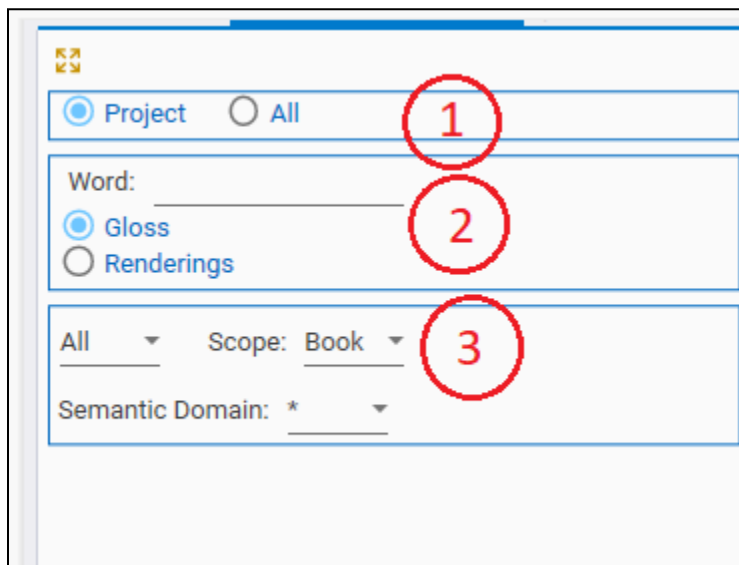 Project All 1
Word:
2
Gloss
Renderings
All Scope: Book 3
Semantic Domain: *